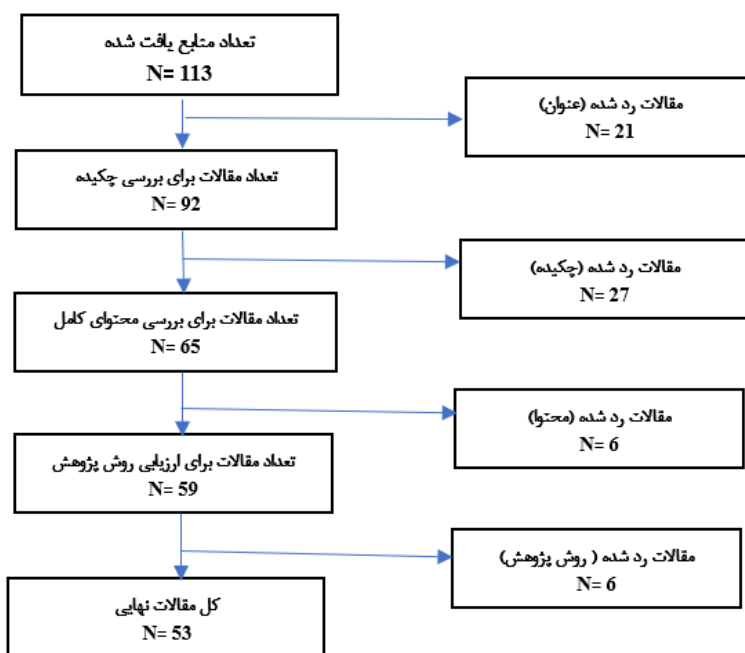 تعداد منابع یافت شده
N= 113
مقالات رد شده (عنوان)
N= 21
تعداد مقالات برای بررسی چکیده
N= 92
مقالات رد شده (چکیده)
N= 27
تعداد مقالات برای بررسی محتوای کامل
N= 65
مقالات رد شده (محتوا)
N= 6
تعداد مقالات برای ارزیابی روش پژوهش
N= 59
مقالات رد شده ( روش پژوهش)
N= 6
کل مقالات نهایی
N= 53